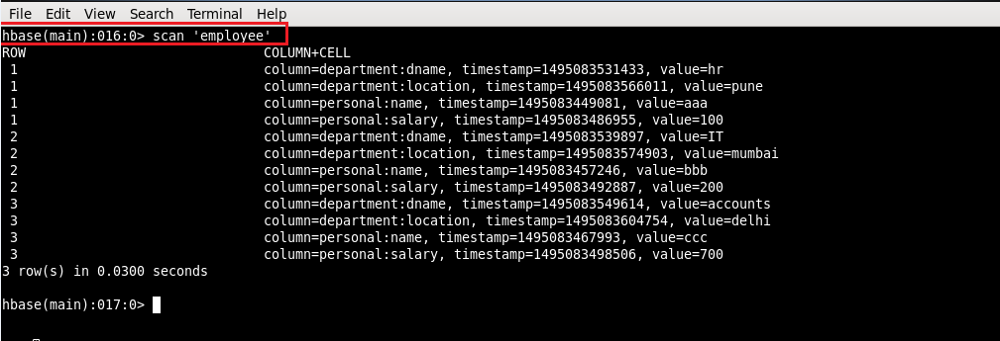 File Edit View Search Terminal Help
hbase(main):016:0> scan 'employee'
ROW COLUMN+CELL
1 column=department:dname, timestamp=1495083531433, value=hr
1 column=department:location, timestamp=1495083566011, value=pune
1 column=personal:name, timestamp=1495083449081, value=aaa
1 column=personal:salary, timestamp=1495083486955, value=100
2 column=department:dname, timestamp=1495083539897, value=IT
2 column=department:location, timestamp=1495083574903, value=mumbai
2 column=personal:name, timestamp=1495083457246, value=bbb
2 column=personal:salary, timestamp=1495083492887, value=200
3 column=department:dname, timestamp=1495083549614, value=accounts
3 column=department:location, timestamp=1495083604754, value=delhi
3 column=personal:name, timestamp=1495083467993, value=ccc
3 column=personal:salary, timestamp=1495083498506, value=700
3 row(s) in 0.0300 seconds
hbase(main):017:0>